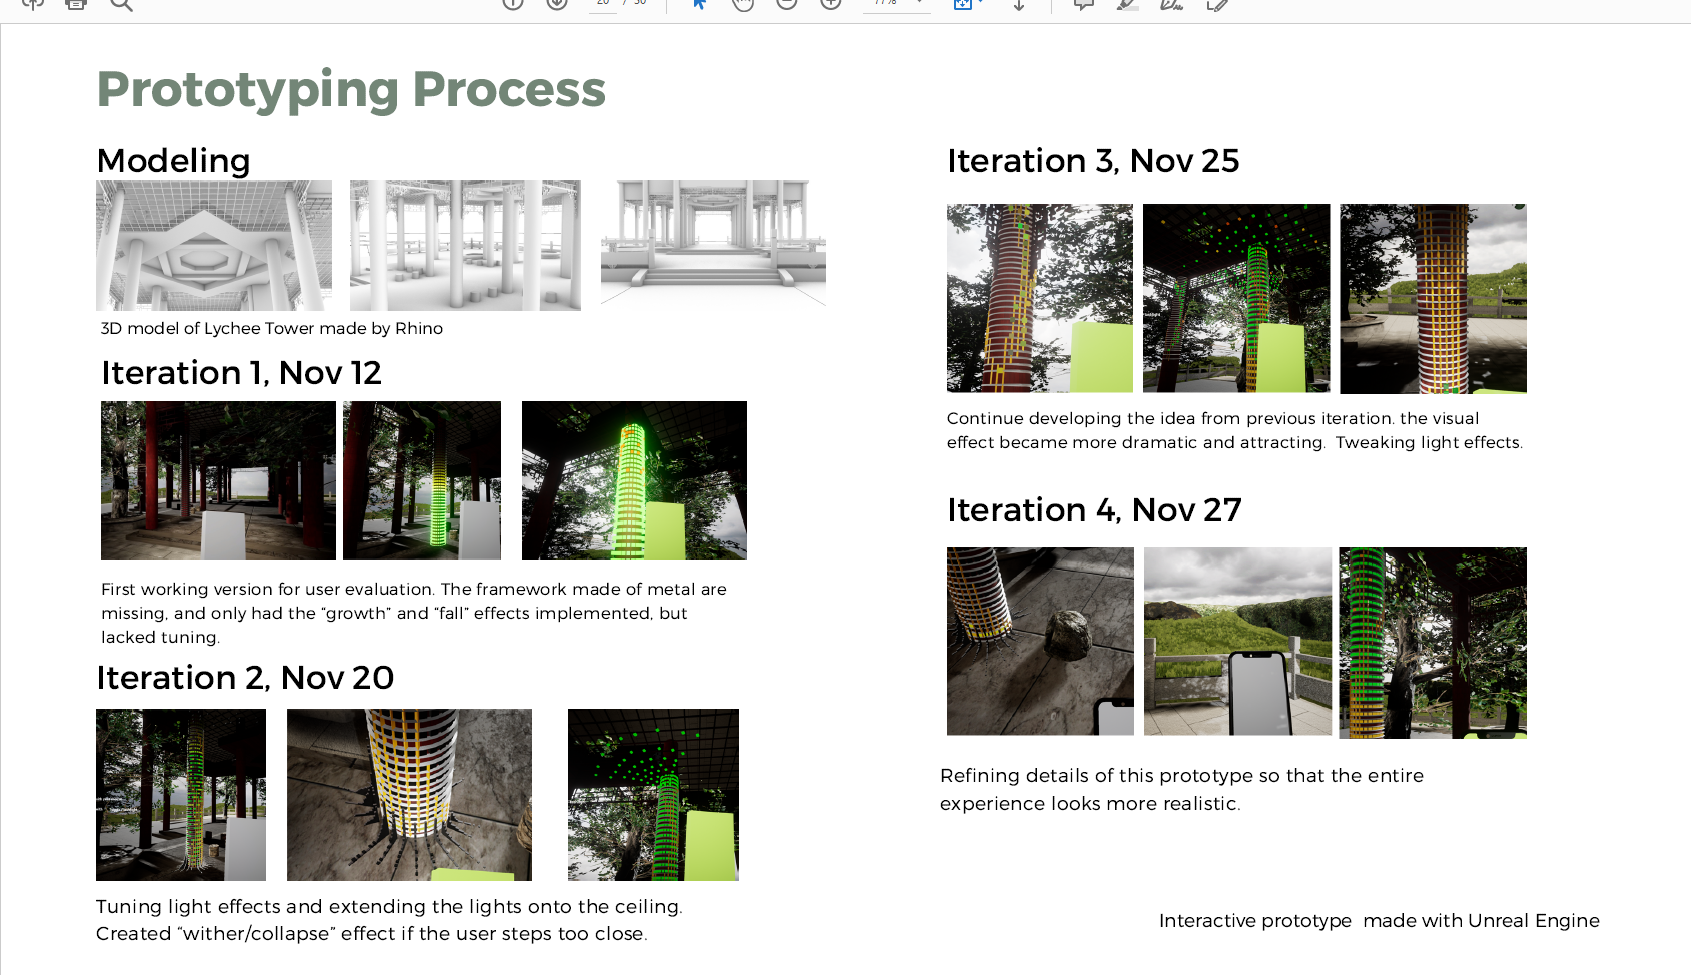 Prototyping Process
Modeling
3D model of Lychee Tower made by Rhino
Iteration 1, Nov 12
First working version for user evaluation. The framework made of metal are
missing, and only had the “growth” and “fall” effects implemented, but
lacked tuning.
Iteration 2, Nov 20
Tuning light effects and extending the lights onto the ceiling.
Created “wither/collapse” effect if the user steps too close.
Iteration 3, Nov 25
Continue developing the idea from previous iteration. the visual
effect became more dramatic and attracting.  Tweaking light effects.
Iteration 4, Nov 27
Refining details of this prototype so that the entire
experience looks more realistic.
Interactive prototype  made with Unreal Engine